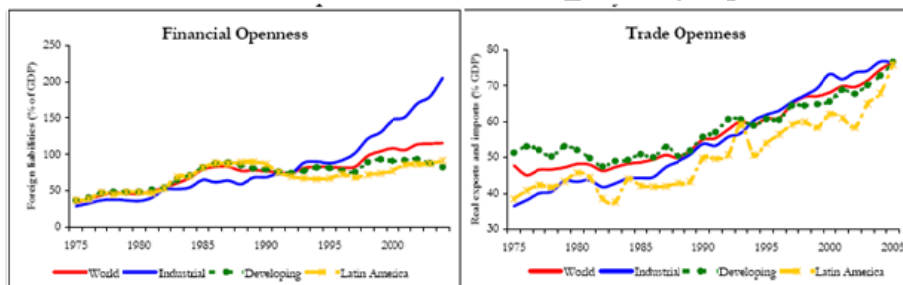 Financial Openness
250
200
150
100
50
0
Foreign liabilities (% of GDP)
1975 1980 1985 1990 1995 2000
World Industrial Developing Latin America
Trade Openness
80
70
60
50
40
30
Real exports and imports (% GDP)
1975 1980 1985 1990 1995 2000 2005
World Industrial Developing Latin America